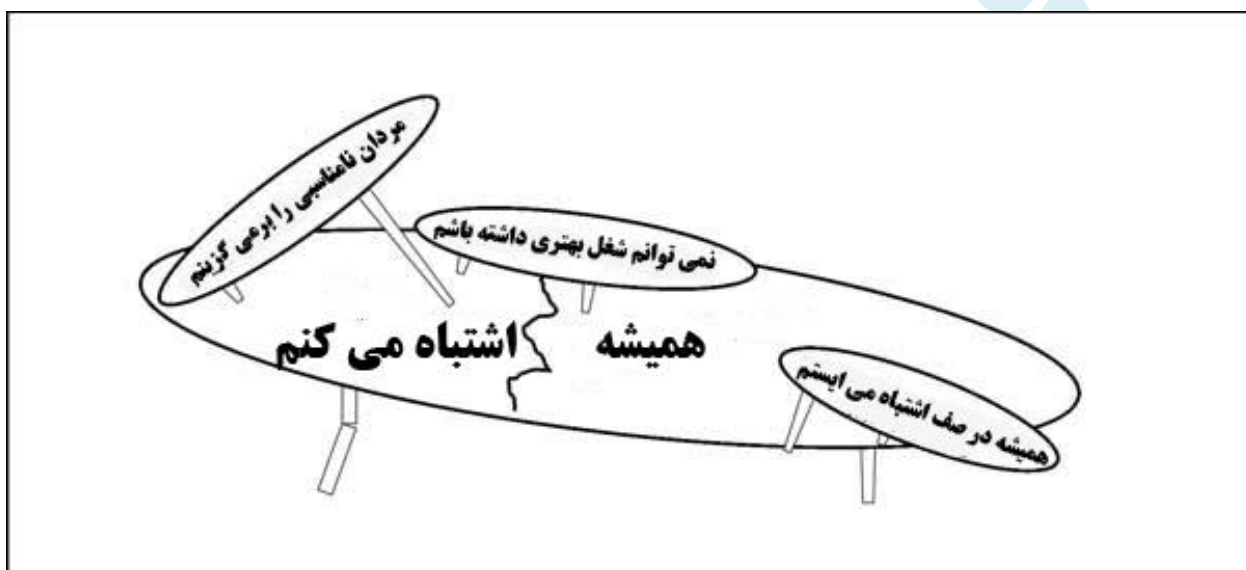 مردان نامناسبی را برمی گزینم
نمی توانم شغل بهتری داشته باشم
همیشه اشتباه می کنم
همیشه در صف اشتباه می ایستم